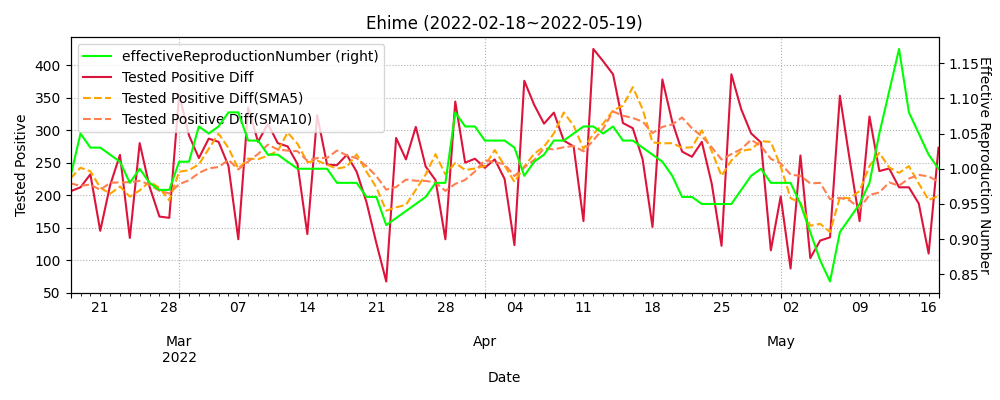 Ehime (2022-02-18~2022-05-19)
effectiveReproductionNumber (right)
Tested Positive Diff
Tested Positive Diff(SMA5)
Tested Positive Diff(SMA10)
Tested Positive
400
350
300
250
200
150
100
50
1.15
1.10
1.05
1.00
0.95
0.90
0.85
Effective Reproduction Number
21 28 07 14 21 28 04 11 18 25 02 09 16
Mar Apr May
2022
Date